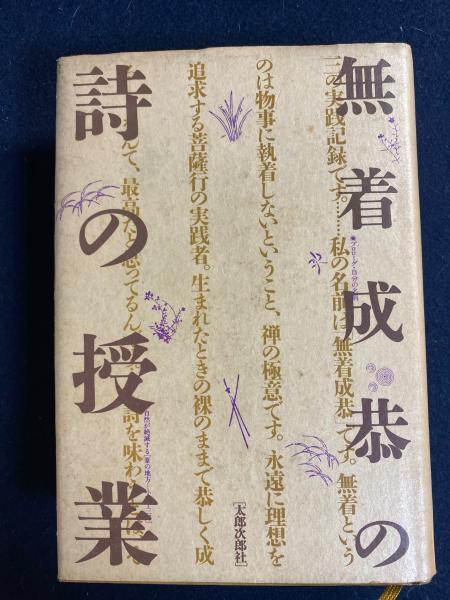 無着成恭の
詩の授業
三の実践記録です。……私の名前は無着成恭です。無着という
のは物事に執着しないということ、禅の極意です。永遠に理想を
追求する菩薩行の実践者。生まれたときの裸のままで恭しく成
んて、最高だと思ってるん
詩を味わ
［太郎次郎社］